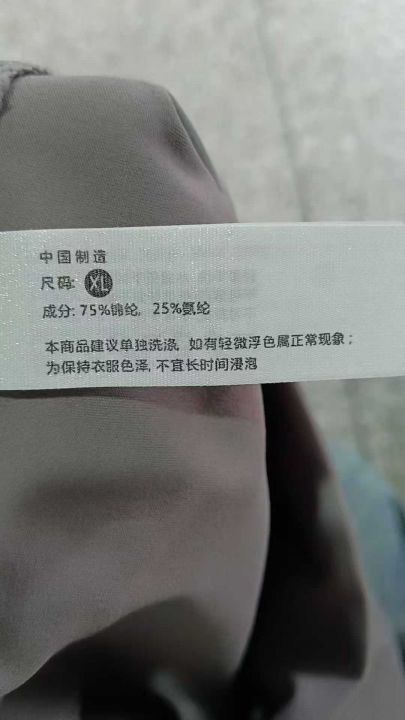 中国制造
尺码: XL
成分: 75%锦纶, 25%氨纶
本商品建议单独洗涤, 如有轻微浮色属正常现象;
为保持衣服色泽, 不宜长时间浸泡